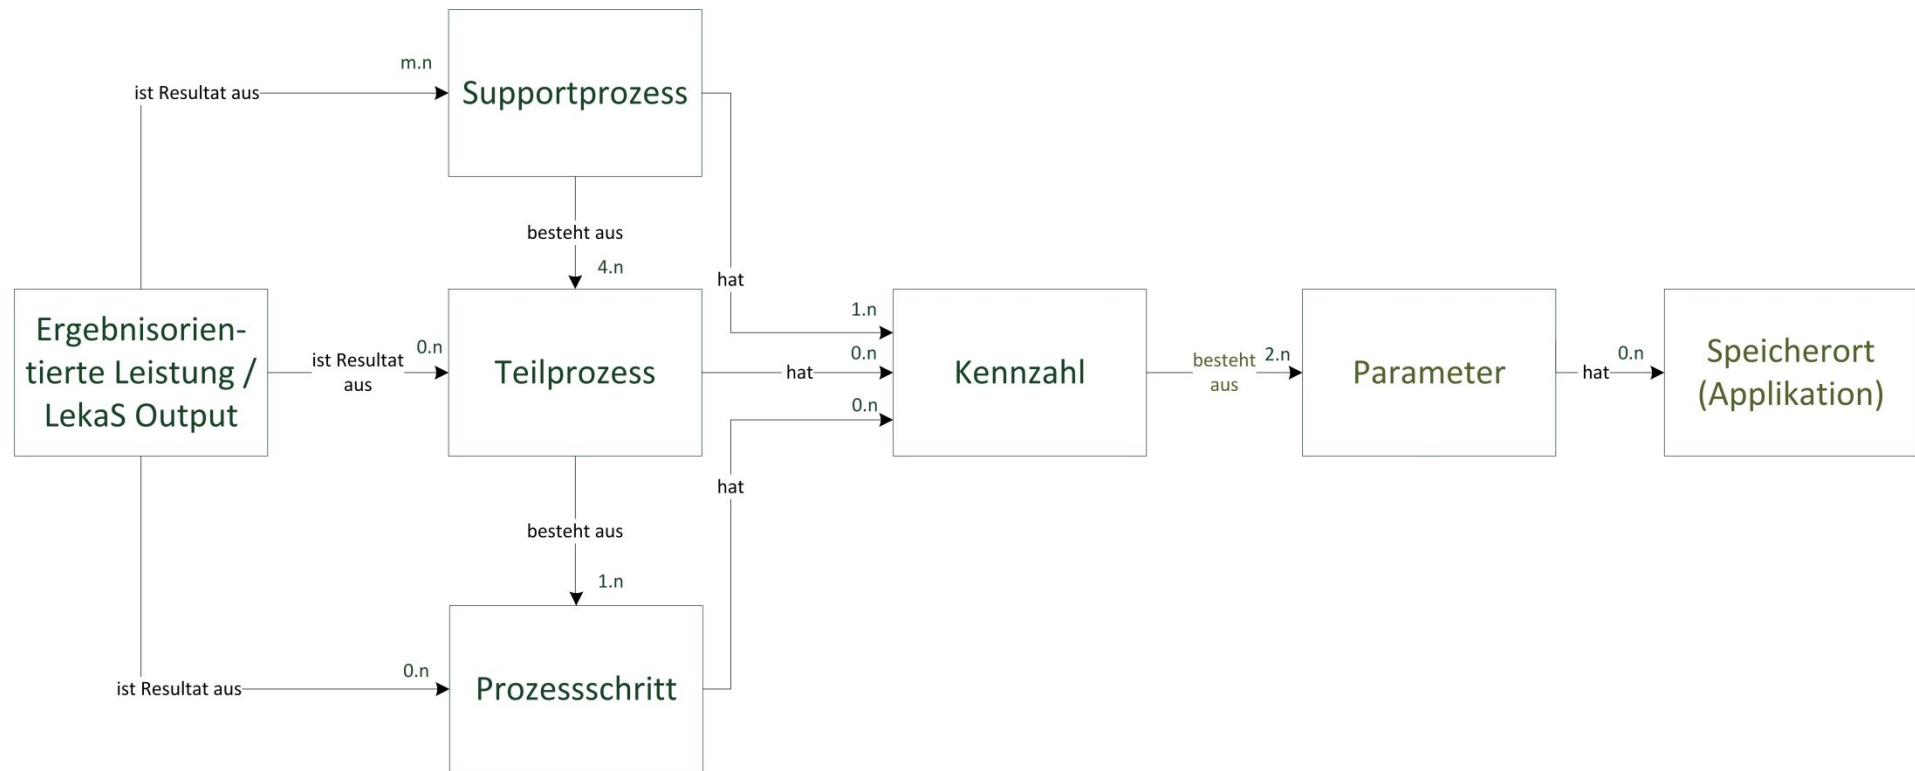 m.n
ist Resultat aus
Supportprozess
besteht aus
4.n
hat
Ergebnisorien-
tierte Leistung /
LekaS Output
ist Resultat
aus
0.n
Teilprozess
1.n
0.n
hat
0.n
Kennzahl
besteht
aus
2.n
Parameter
hat
0.n
Speicherort
(Applikation)
hat
besteht aus
1.n
ist Resultat aus
0.n
Prozessschritt